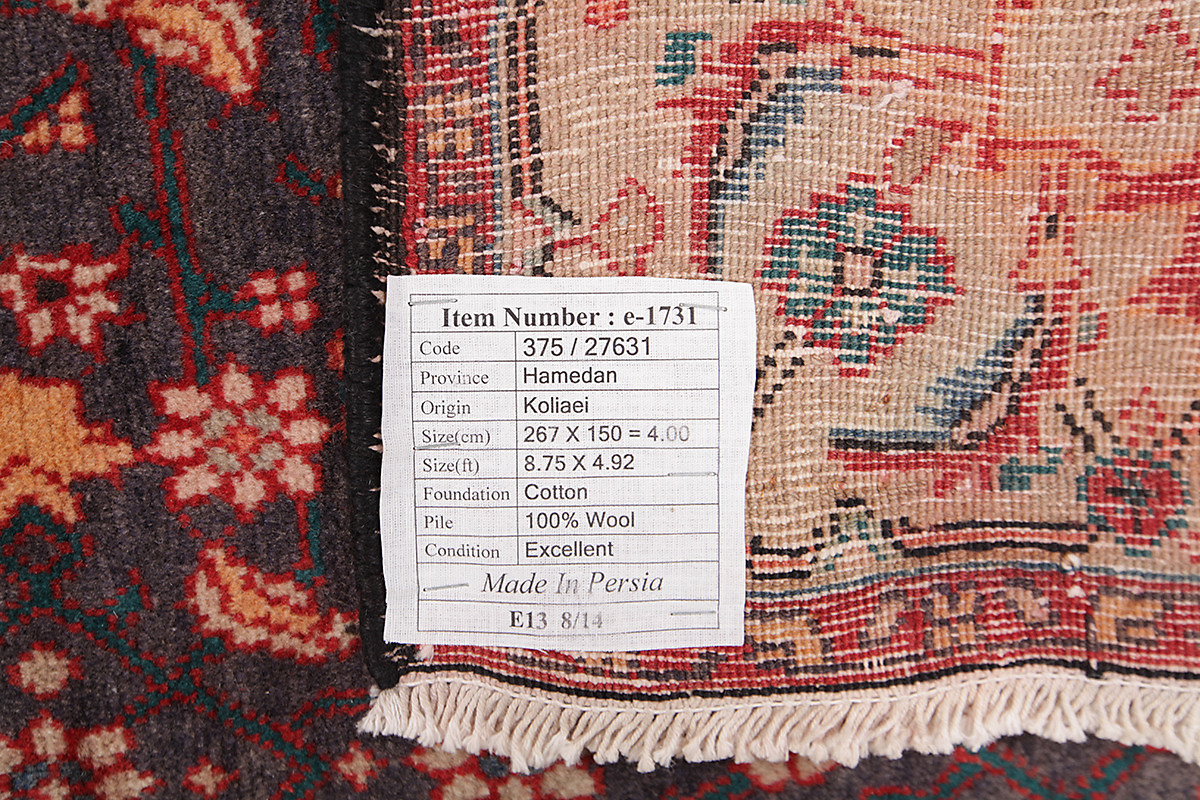 Item Number : e-1731
Code 375 / 27631
Province Hamedan
Origin Koliaei
Size(cm) 267 X 150 = 4.00
Size(ft) 8.75 X 4.92
Foundation Cotton
Pile 100% Wool
Condition Excellent
Made In Persia
E13 8/14